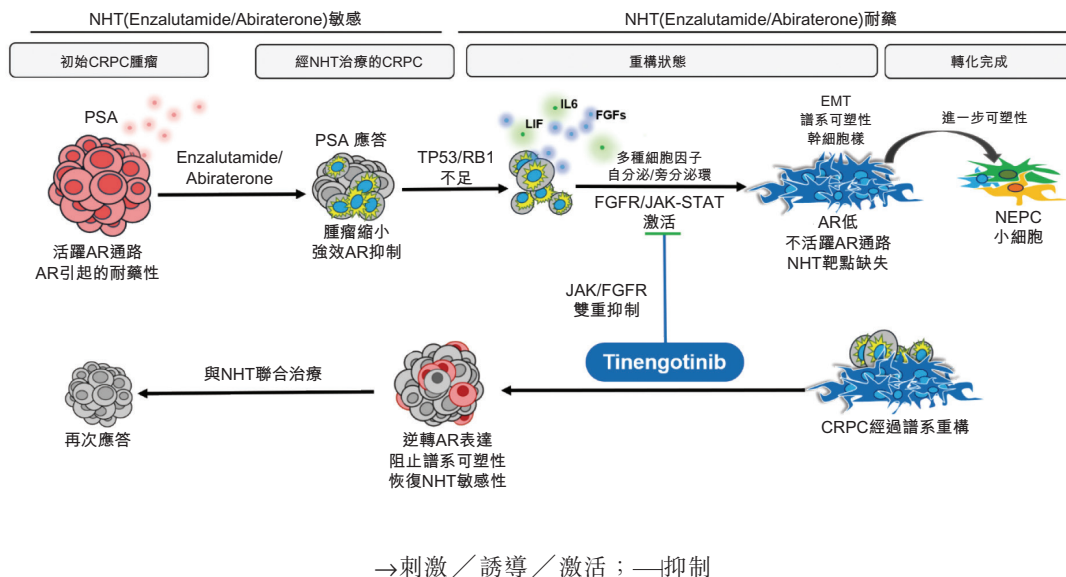 NHT(Enzalutamide/Abiraterone)敏感
NHT(Enzalutamide/Abiraterone)耐藥
初始CRPC腫瘤
經NHT治療的CRPC
重構狀態
轉化完成
PSA
活躍AR通路
AR引起的耐藥性
Enzalutamide/
Abiraterone
PSA 應答
腫瘤縮小
強效AR抑制
TP53/RB1
不足
LIF
IL6
FGFs
多種細胞因子
自分泌/旁分泌環
FGFR/JAK-STAT
激活
EMT
譜系可塑性
幹細胞樣
AR低
不活躍AR通路
NHT靶點缺失
進一步可塑性
NEPC
小細胞
JAK/FGFR
雙重抑制
Tinengotinib
CRPC經過譜系重構
逆轉AR表達
阻止譜系可塑性
恢復NHT敏感性
與NHT聯合治療
再次應答
→刺激／誘導／激活；—|抑制